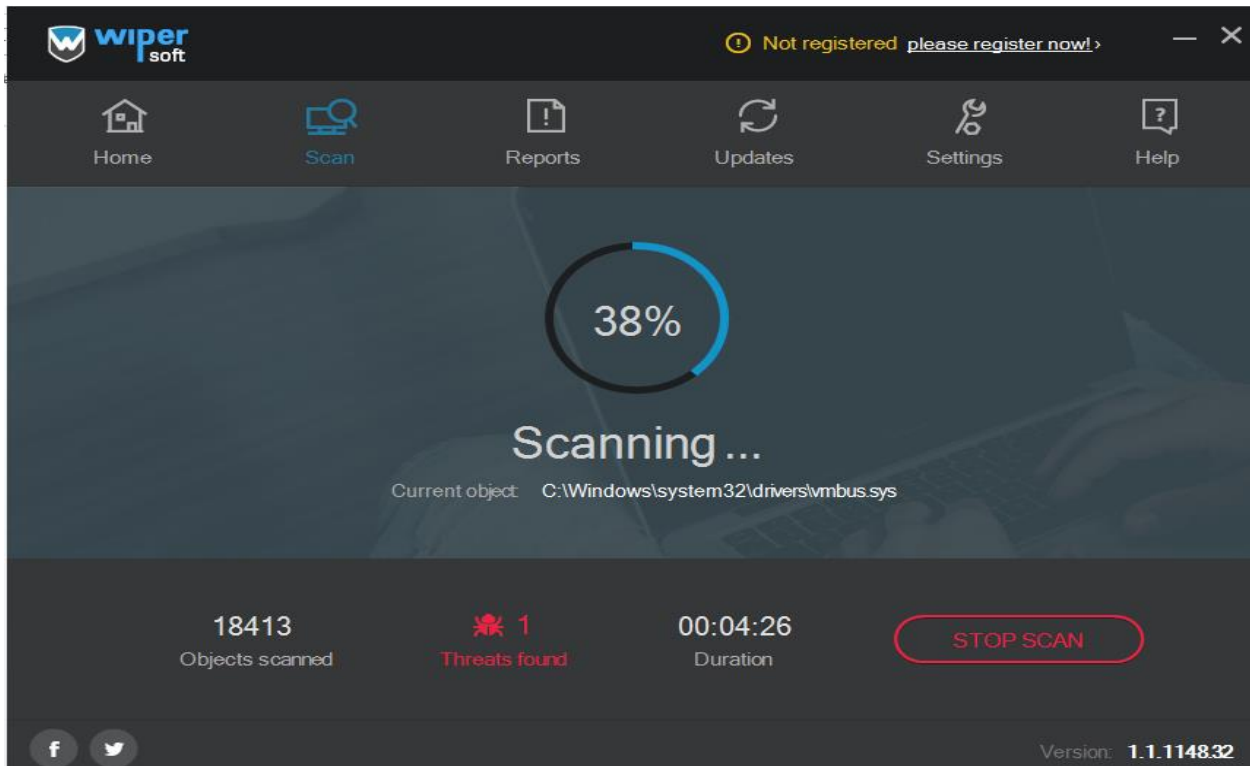 wiper
soft
Not registered please register now! ›
Home Scan Reports Updates Settings Help
38%
Scanning ...
Current object: C:\Windows\system32\drivers\vmbus.sys
18413 1 00:04:26
Objects scanned Threats found Duration STOP SCAN
Version: 1.1.1148.32